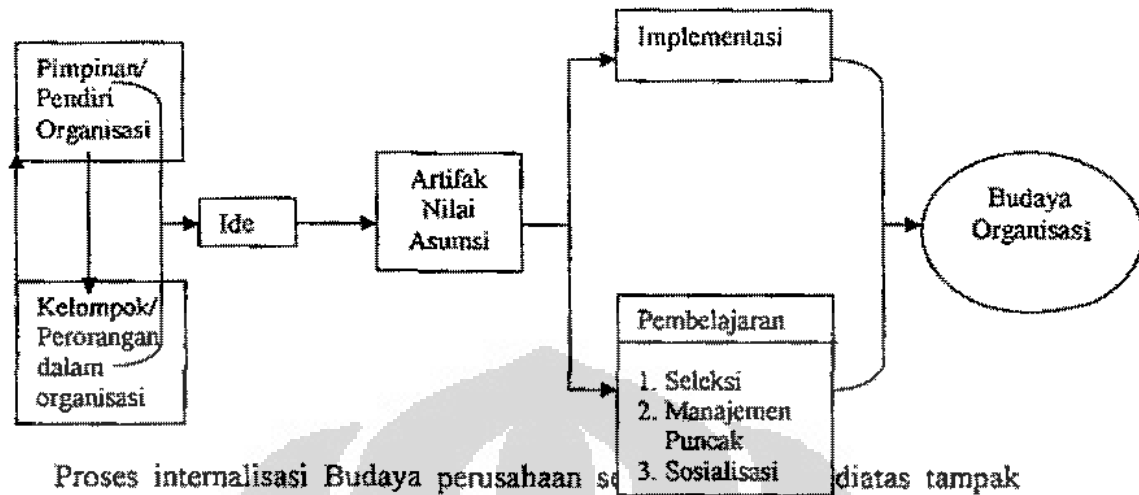 Pimpinan/
Pendiri
Organisasi
Kelompok/
Perorangan
dalam
organisasi
Ide
Artifak
Nilai
Asumsi
Implementasi
Pembelajaran
1. Seleksi
2. Manajemen
Puncak
3. Sosialisasi
Budaya
Organisasi
Proses internalisasi Budaya perusahaan se diatas tampak